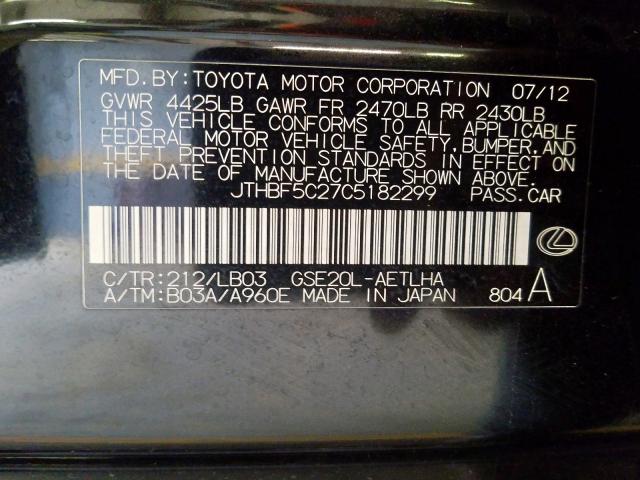 MFD. BY: TOYOTA MOTOR CORPORATION 07/12
GVWR 4425LB GAWR FR 2470LB RR 2430LB
THIS VEHICLE CONFORMS TO ALL APPLICABLE
FEDERAL MOTOR VEHICLE SAFETY, BUMPER, AND
THEFT PREVENTION STANDARDS IN EFFECT ON
THE DATE OF MANUFACTURE SHOWN ABOVE.
JTHBF5C27C5182299 PASS. CAR
C/TR: 212/LB03 GSE20L-AETLHA
A/TM: B03A/A960E MADE IN JAPAN 804 A